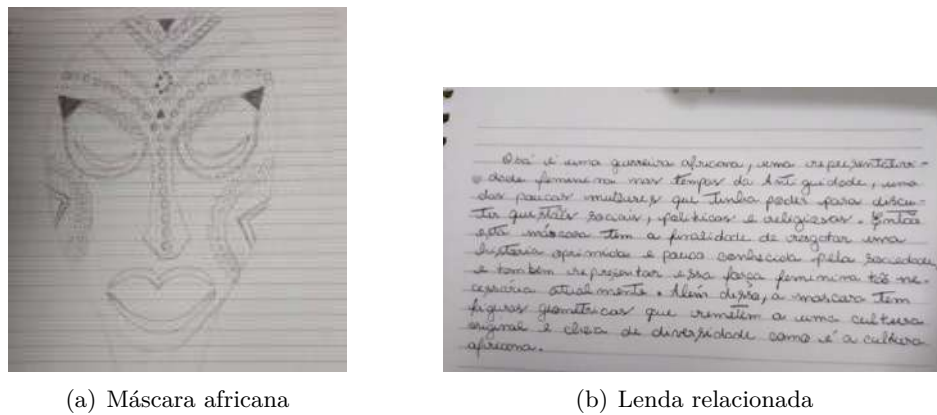 Obá é uma guerreira africana, uma representativi-
dade feminina nos tempos da Antiguidade, uma
das poucas mulheres que tinha poder para discu-
tir questões sociais, políticas e religiosas. Então
esta máscara tem a finalidade de resgatar uma
história oprimida e pouco conhecida pela sociedade
e também representar essa força feminina tão ne-
cessária atualmente. Além disso, a mascara tem
figuras geométricas que remetem a uma cultura
original e cheia de diversidade como é a cultura
africana.
(a) Máscara africana
(b) Lenda relacionada